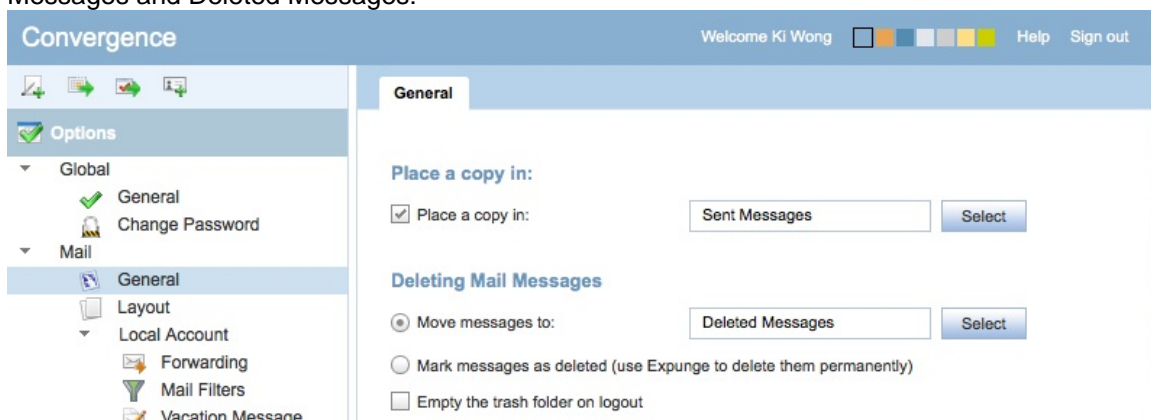 Messages and Deleted Messages.
Convergence
Welcome Ki Wong Help Sign out
General
Options
Global
General
Change Password
Mail
General
Layout
Local Account
Forwarding
Mail Filters
Vacation Message
Place a copy in:
Place a copy in: Sent Messages Select
Deleting Mail Messages
Move messages to: Deleted Messages Select
Mark messages as deleted (use Expunge to delete them permanently)
Empty the trash folder on logout